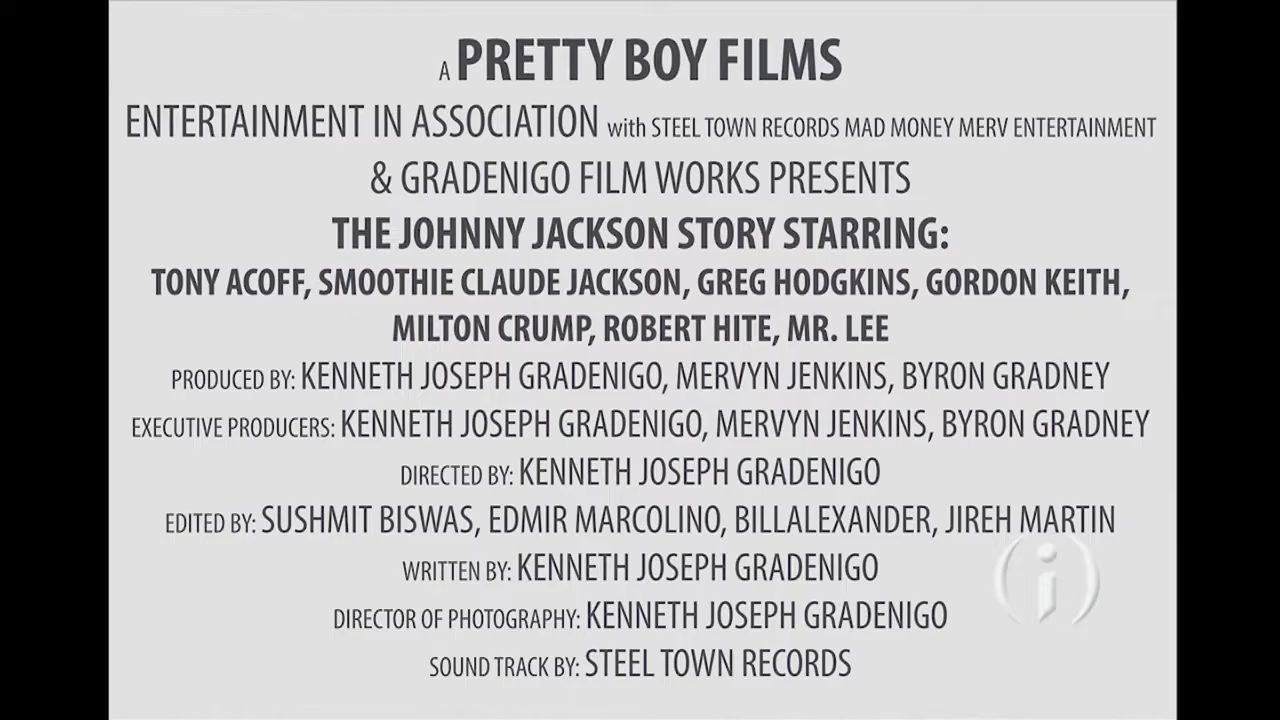 A PRETTY BOY FILMS
ENTERTAINMENT IN ASSOCIATION with STEEL TOWN RECORDS MAD MONEY MERV ENTERTAINMENT
& GRADENIGO FILM WORKS PRESENTS
THE JOHNNY JACKSON STORY STARRING:
TONY ACOFF, SMOOTHIE CLAUDE JACKSON, GREG HODGKINS, GORDON KEITH,
MILTON CRUMP, ROBERT HITE, MR. LEE
PRODUCED BY: KENNETH JOSEPH GRADENIGO, MERVYN JENKINS, BYRON GRADNEY
EXECUTIVE PRODUCERS: KENNETH JOSEPH GRADENIGO, MERVYN JENKINS, BYRON GRADNEY
DIRECTED BY: KENNETH JOSEPH GRADENIGO
EDITED BY: SUSHMIT BISWAS, EDMIR MARCOLINO, BILLALEXANDER, JIREH MARTIN
WRITTEN BY: KENNETH JOSEPH GRADENIGO
DIRECTOR OF PHOTOGRAPHY: KENNETH JOSEPH GRADENIGO
SOUND TRACK BY: STEEL TOWN RECORDS
(i)